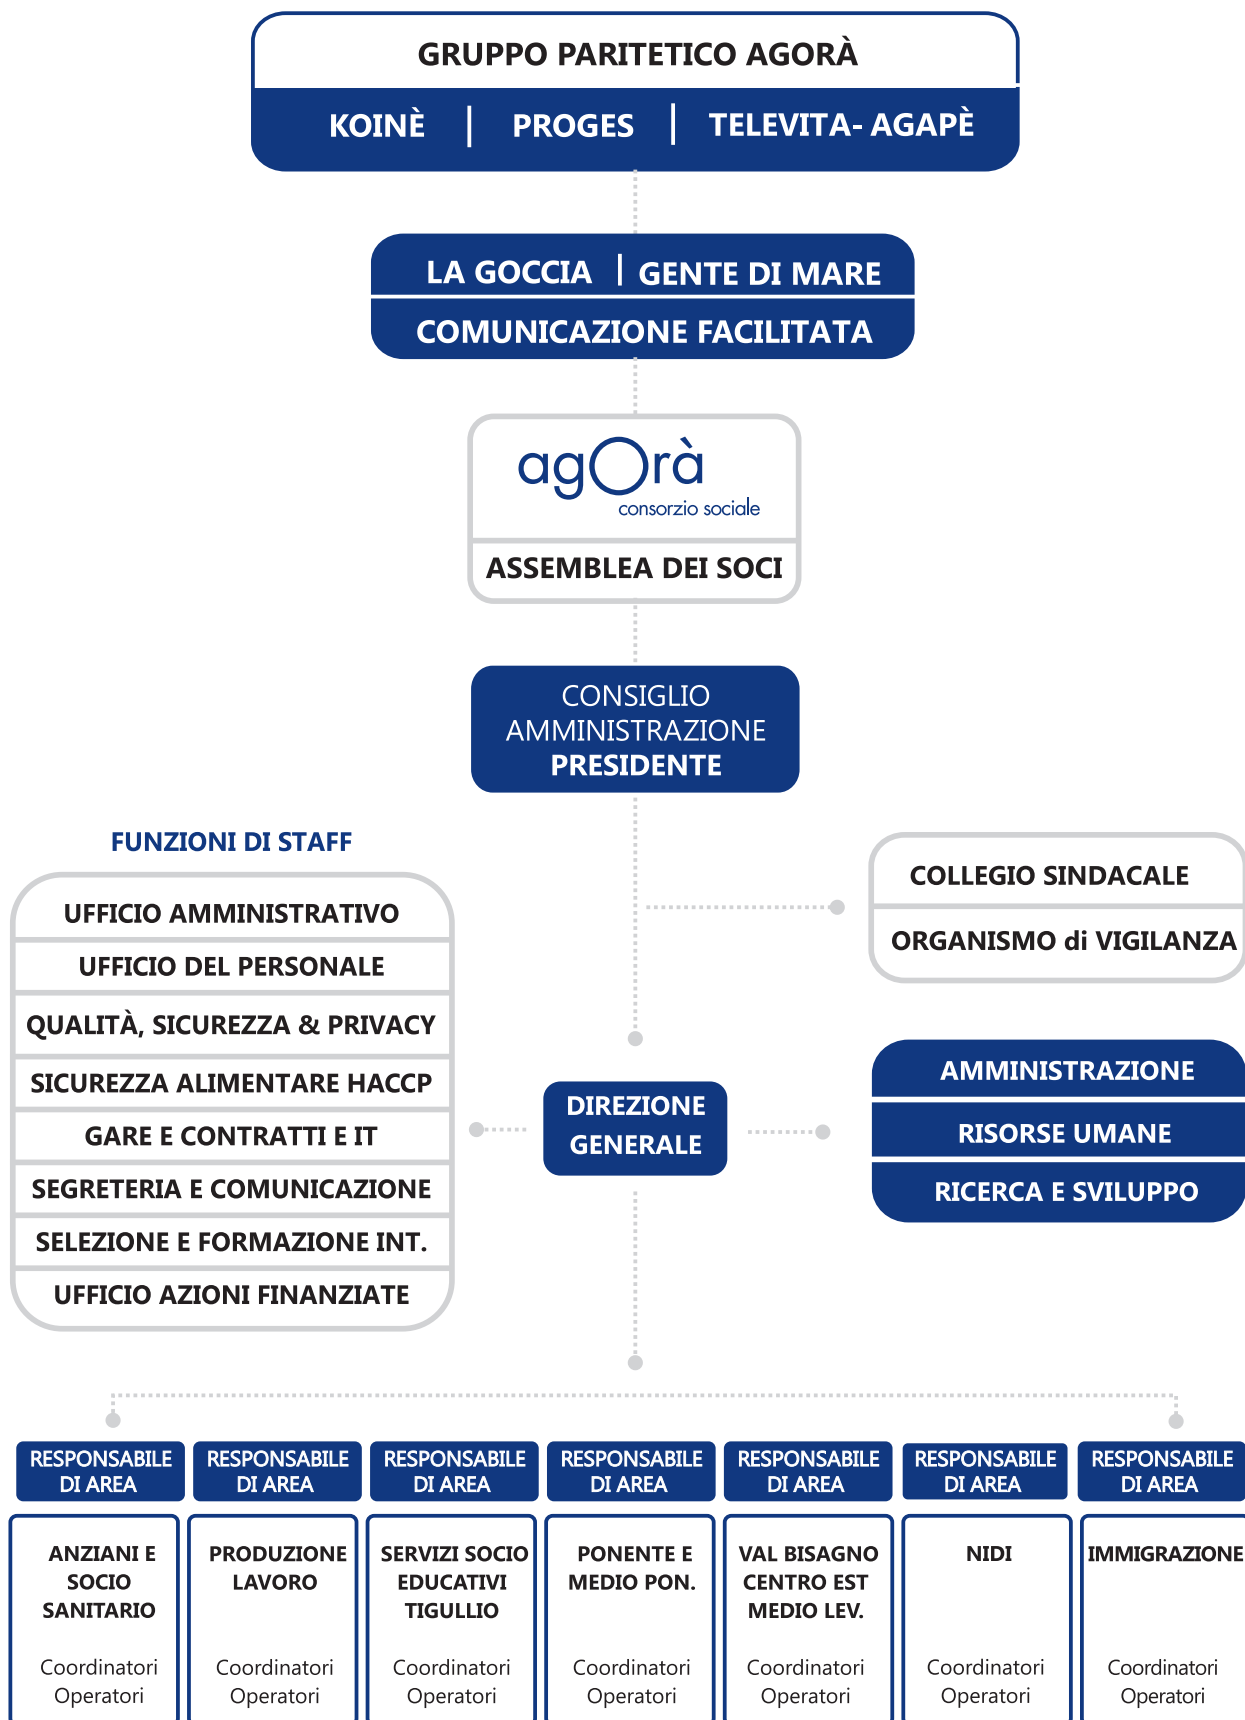 GRUPPO PARITETICO AGORÀ
KOINÈ | PROGES | TELEVITA- AGAPÈ
LA GOCCIA | GENTE DI MARE
COMUNICAZIONE FACILITATA
agOrà
consorzio sociale
ASSEMBLEA DEI SOCI
CONSIGLIO
AMMINISTRAZIONE
PRESIDENTE
FUNZIONI DI STAFF
UFFICIO AMMINISTRATIVO
UFFICIO DEL PERSONALE
QUALITÀ, SICUREZZA & PRIVACY
SICUREZZA ALIMENTARE HACCP
GARE E CONTRATTI E IT
SEGRETERIA E COMUNICAZIONE
SELEZIONE E FORMAZIONE INT.
UFFICIO AZIONI FINANZIATE
COLLEGIO SINDACALE
ORGANISMO di VIGILANZA
DIREZIONE
GENERALE
AMMINISTRAZIONE
RISORSE UMANE
RICERCA E SVILUPPO
RESPONSABILE
DI AREA
ANZIANI E
SOCIO
SANITARIO
Coordinatori
Operatori
RESPONSABILE
DI AREA
PRODUZIONE
LAVORO
Coordinatori
Operatori
RESPONSABILE
DI AREA
SERVIZI SOCIO
EDUCATIVI
TIGULLIO
Coordinatori
Operatori
RESPONSABILE
DI AREA
PONENTE E
MEDIO PON.
Coordinatori
Operatori
RESPONSABILE
DI AREA
VAL BISAGNO
CENTRO EST
MEDIO LEV.
Coordinatori
Operatori
RESPONSABILE
DI AREA
NIDI
Coordinatori
Operatori
RESPONSABILE
DI AREA
IMMIGRAZIONE
Coordinatori
Operatori